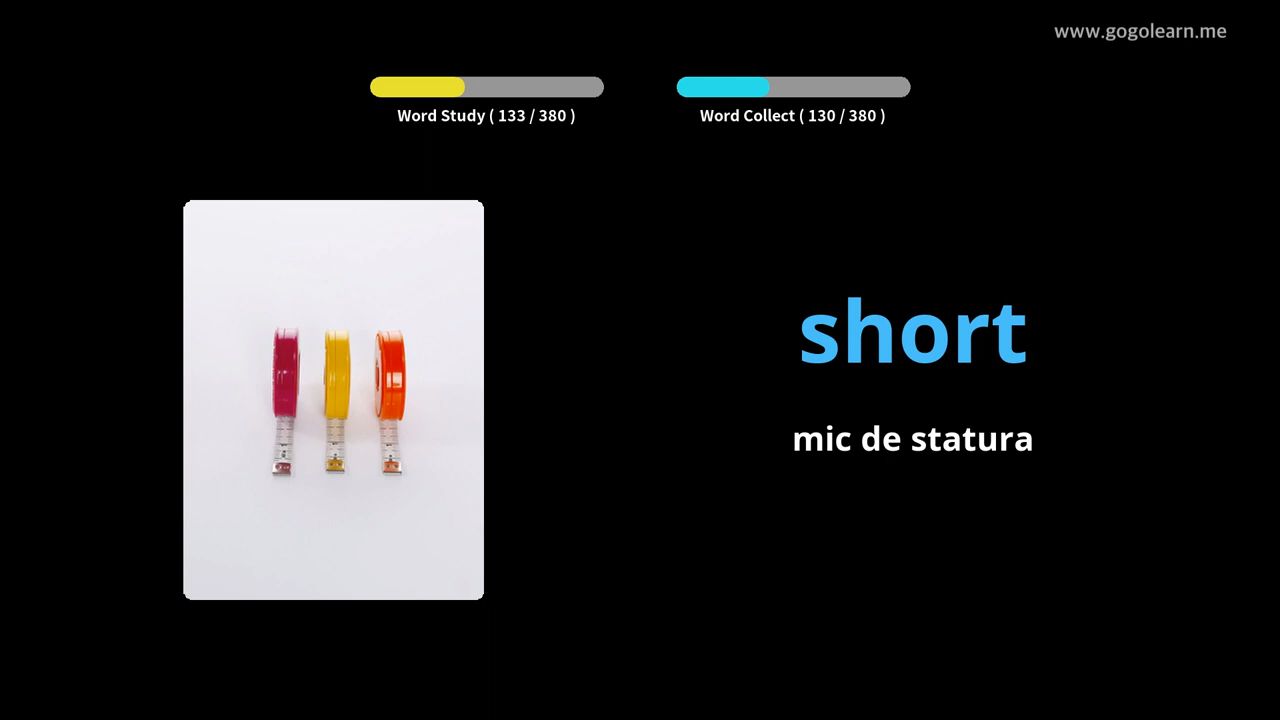 www.gogolearn.me
Word Study ( 133 / 380 )
Word Collect ( 130 / 380 )
short
mic de statura